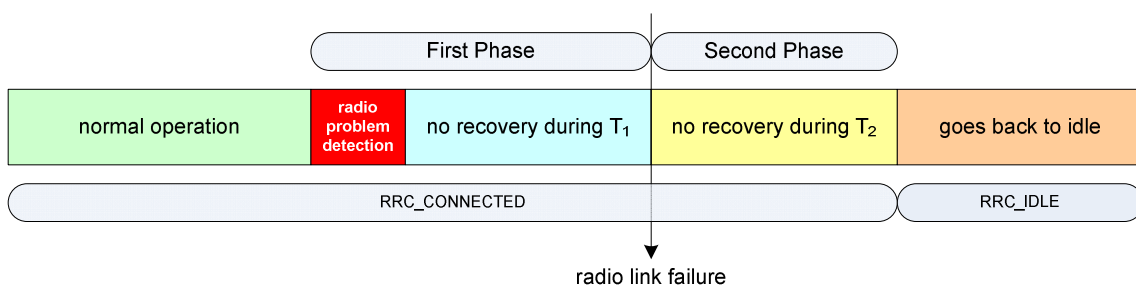 First Phase
Second Phase
normal operation
radio
problem
detection
no recovery during T₁
no recovery during T₂
goes back to idle
RRC_CONNECTED
RRC_IDLE
radio link failure